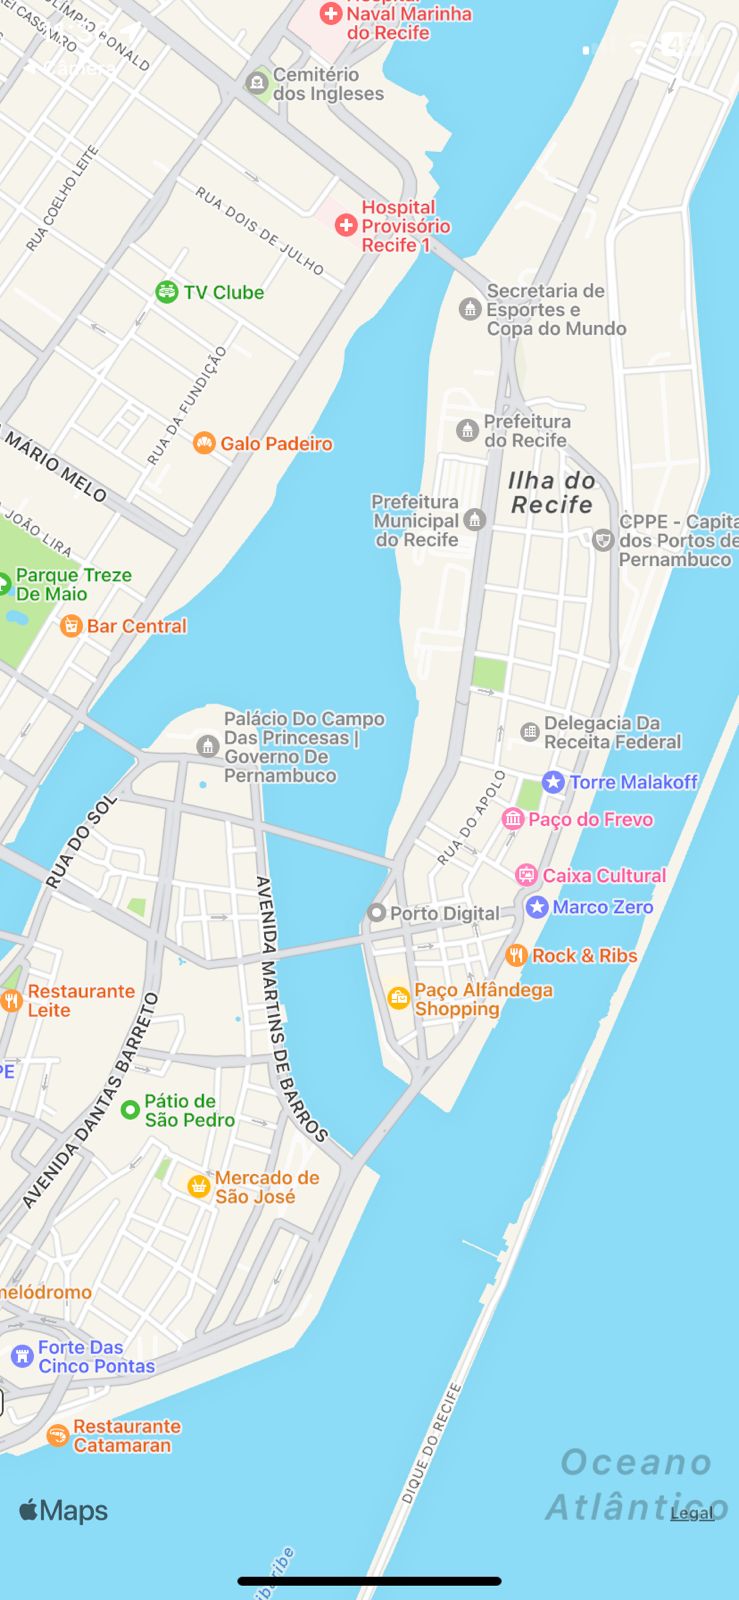 Hospital
Naval Marinha
do Recife
OLÍMPIO BONALD
REI CASIMIRO
Câmera
Cemitério
dos Ingleses
RUA COELHO LEITE
RUA DOIS DE JULHO
Hospital
Provisório
Recife 1
TV Clube
Secretaria de
Esportes e
Copa do Mundo
RUA DA FUNDIÇÃO
Galo Padeiro
Prefeitura
do Recife
MÁRIO MELO
Ilha do
Recife
Prefeitura
Municipal
do Recife
JOÃO LIRA
CPPE - Capita
dos Portos de
Pernambuco
Parque Treze
De Maio
Bar Central
Palácio Do Campo
Das Princesas |
Governo De
Pernambuco
Delegacia Da
Receita Federal
Torre Malakoff
RUA DO SOL
RUA DO APOLO
Paço do Frevo
Caixa Cultural
AVENIDA MARTINS DE BARROS
Porto Digital
Marco Zero
Rock & Ribs
Restaurante
Leite
Paço Alfândega
Shopping
AVENIDA DANTAS BARRETO
PE
Pátio de
São Pedro
Mercado de
São José
melódromo
Forte Das
Cinco Pontas
Restaurante
Catamaran
DIQUE DO RECIFE
Oceano
Atlântico
Maps
Legal
ibaribe